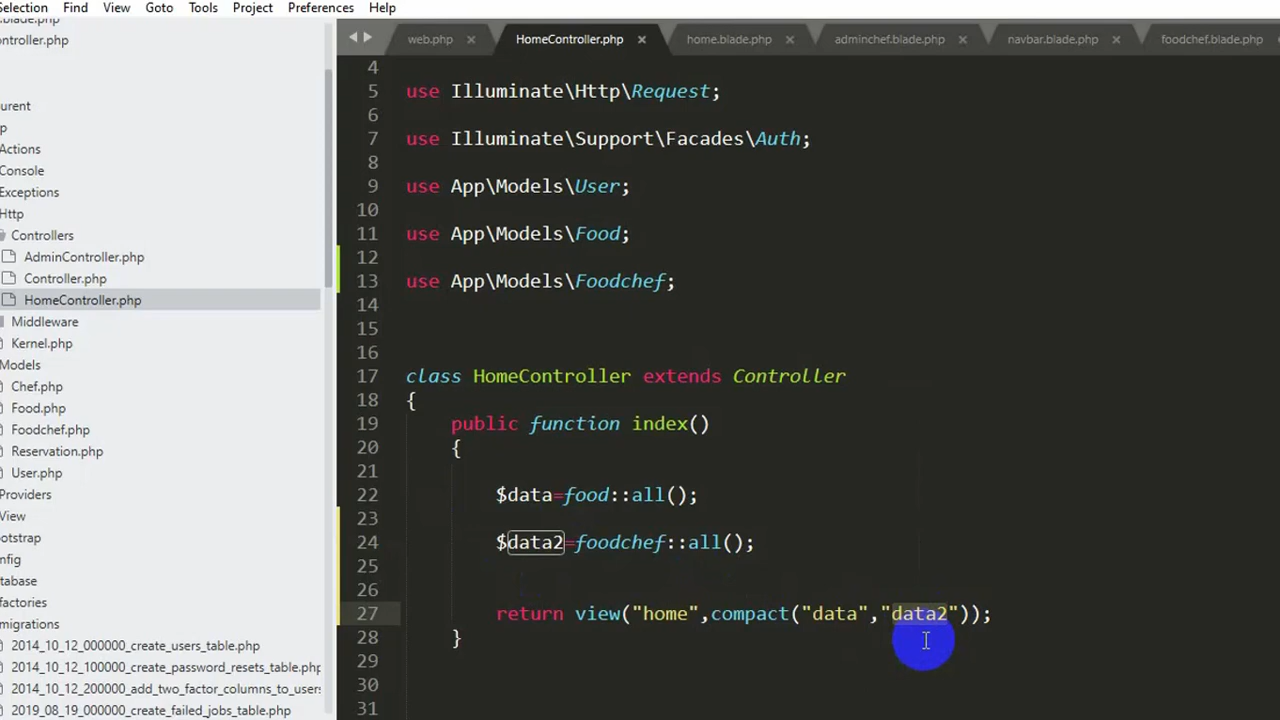 Selection Find View Goto Tools Project Preferences Help
.blade.php
ontroller.php
urent
p
Actions
Console
Exceptions
Http
Controllers
AdminController.php
Controller.php
HomeController.php
Middleware
Kernel.php
Models
Chef.php
Food.php
Foodchef.php
Reservation.php
User.php
Providers
View
otstrap
nfig
tabase
factories
migrations
2014_10_12_000000_create_users_table.php
2014_10_12_100000_create_password_resets_table.php
2014_10_12_200000_add_two_factor_columns_to_users
2019_08_19_000000_create_failed_jobs_table.php
web.php × HomeController.php × home.blade.php × adminchef.blade.php × navbar.blade.php × foodchef.blade.php
4
5 use Illuminate\Http\Request;
6
7 use Illuminate\Support\Facades\Auth;
8
9 use App\Models\User;
10
11 use App\Models\Food;
12
13 use App\Models\Foodchef;
14
15
16
17 class HomeController extends Controller
18 {
19 public function index()
20 {
21
22 $data=food::all();
23
24 $data2=foodchef::all();
25
26
27 return view("home",compact("data","data2"));
28 }
29
30
31